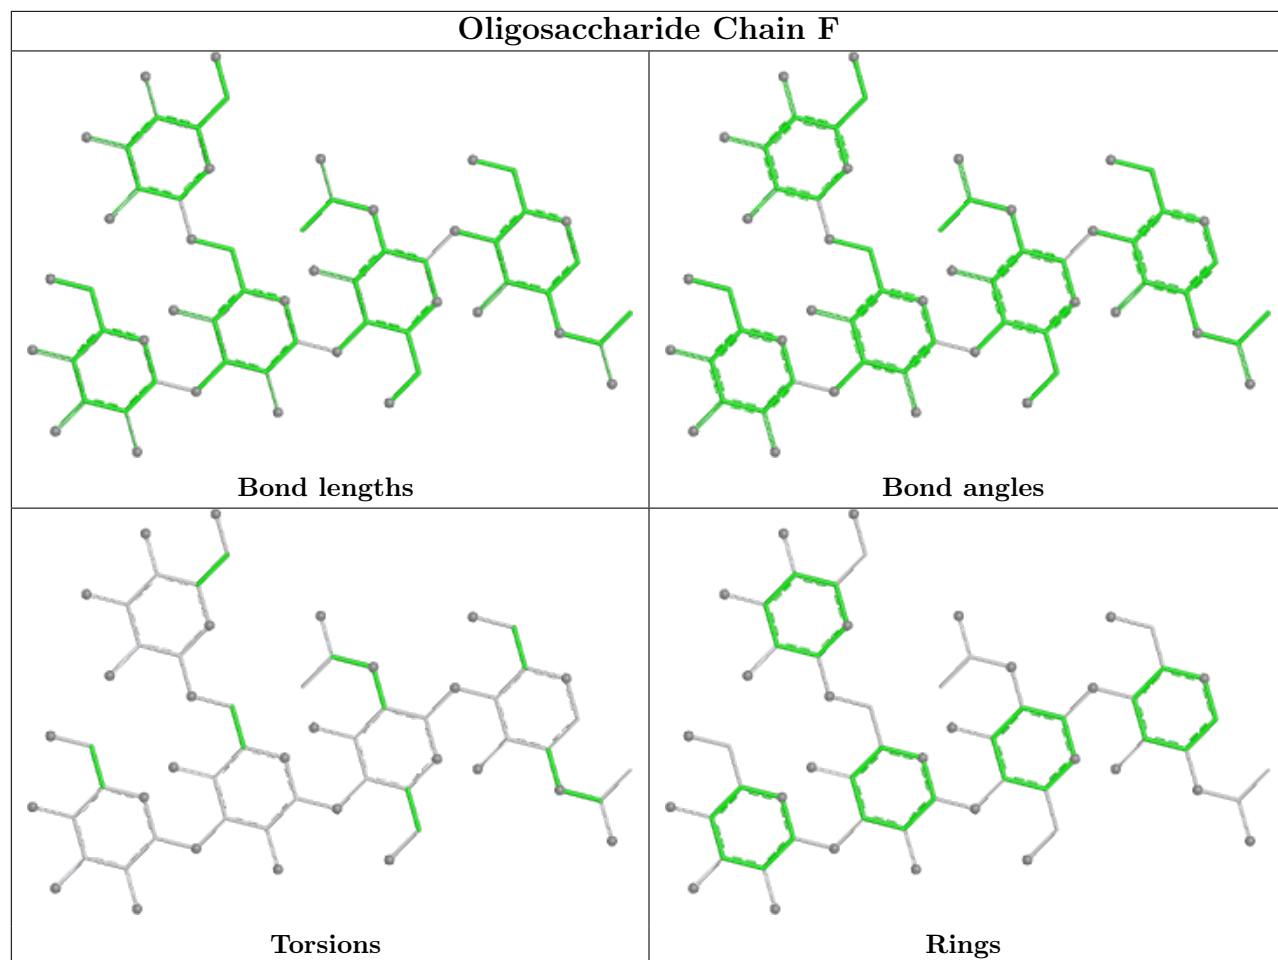 Oligosaccharide Chain F
Bond lengths
Bond angles
Torsions
Rings